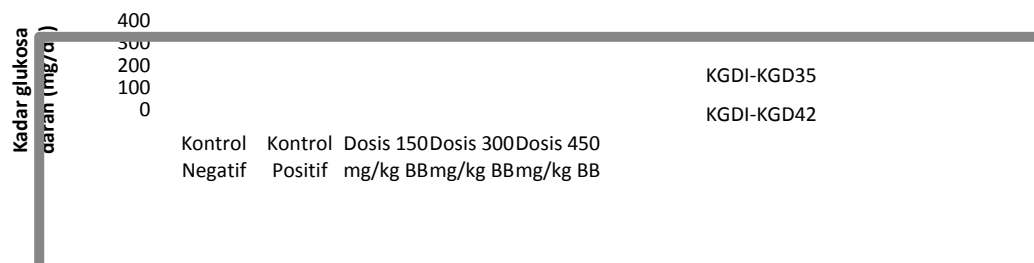 Kadar glukosa
daran (mg/dl)
400
300
200
100
0
KGDI-KGD35
KGDI-KGD42
Kontrol Kontrol Dosis 150 Dosis 300 Dosis 450
Negatif Positif mg/kg BB mg/kg BB mg/kg BB